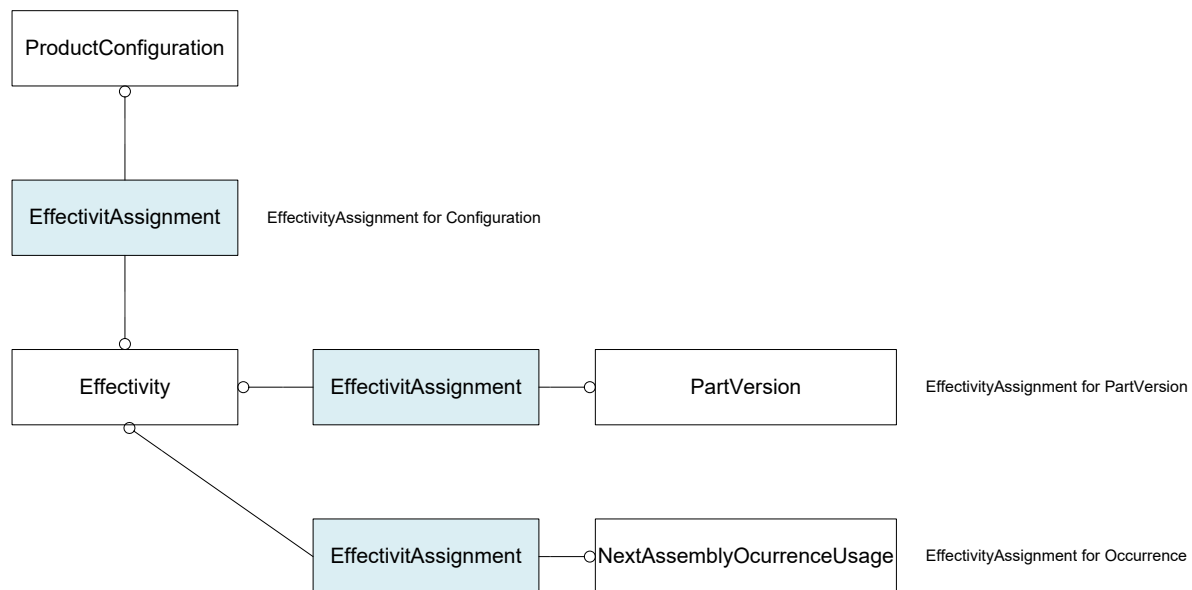 ProductConfiguration
EffectivitAssignment
EffectivityAssignment for Configuration
Effectivity
EffectivitAssignment
PartVersion
EffectivityAssignment for PartVersion
EffectivitAssignment
NextAssemblyOcurrenceUsage
EffectivityAssignment for Occurrence